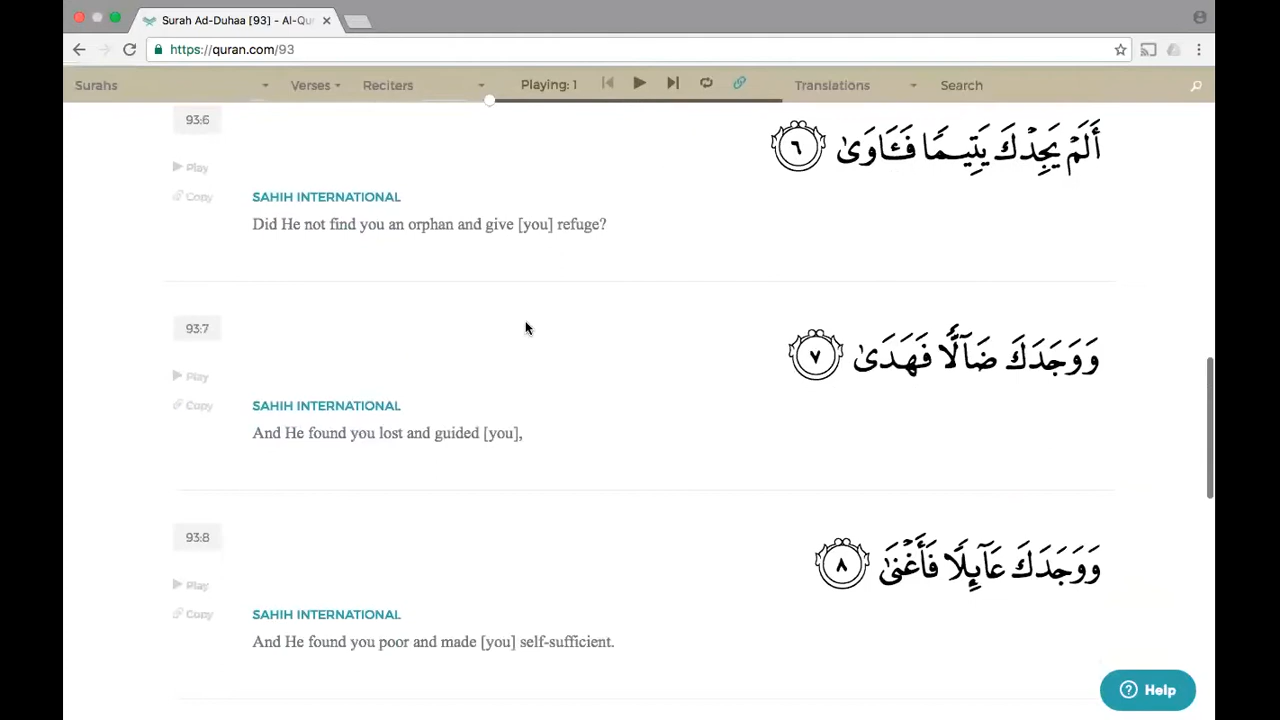 Surah Ad-Duhaa [93] - Al-Qu
https://quran.com/93
Surahs Verses Reciters Playing: 1 Translations Search
93:6
أَلَمْ يَجِدْكَ يَتِيمًا فَـَٔاوَىٰ ٦
Play
Copy
SAHIH INTERNATIONAL
Did He not find you an orphan and give [you] refuge?
93:7
وَوَجَدَكَ ضَآلًّا فَهَدَىٰ ٧
Play
Copy
SAHIH INTERNATIONAL
And He found you lost and guided [you],
93:8
وَوَجَدَكَ عَآئِلًا فَأَغْنَىٰ ٨
Play
Copy
SAHIH INTERNATIONAL
And He found you poor and made [you] self-sufficient.
Help